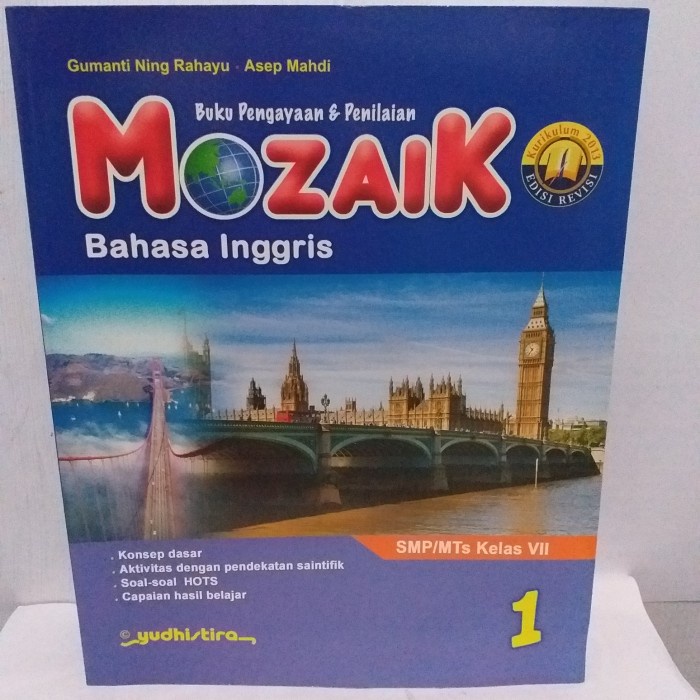 Gumanti Ning Rahayu · Asep Mahdi
Buku Pengayaan & Penilaian
MOZAIK
Kurikulum 2013
EDISI REVISI
Bahasa Inggris
SMP/MTs Kelas VII
. Konsep dasar
. Aktivitas dengan pendekatan saintifik
. Soal-soal HOTS
. Capaian hasil belajar
1
© yudhistira